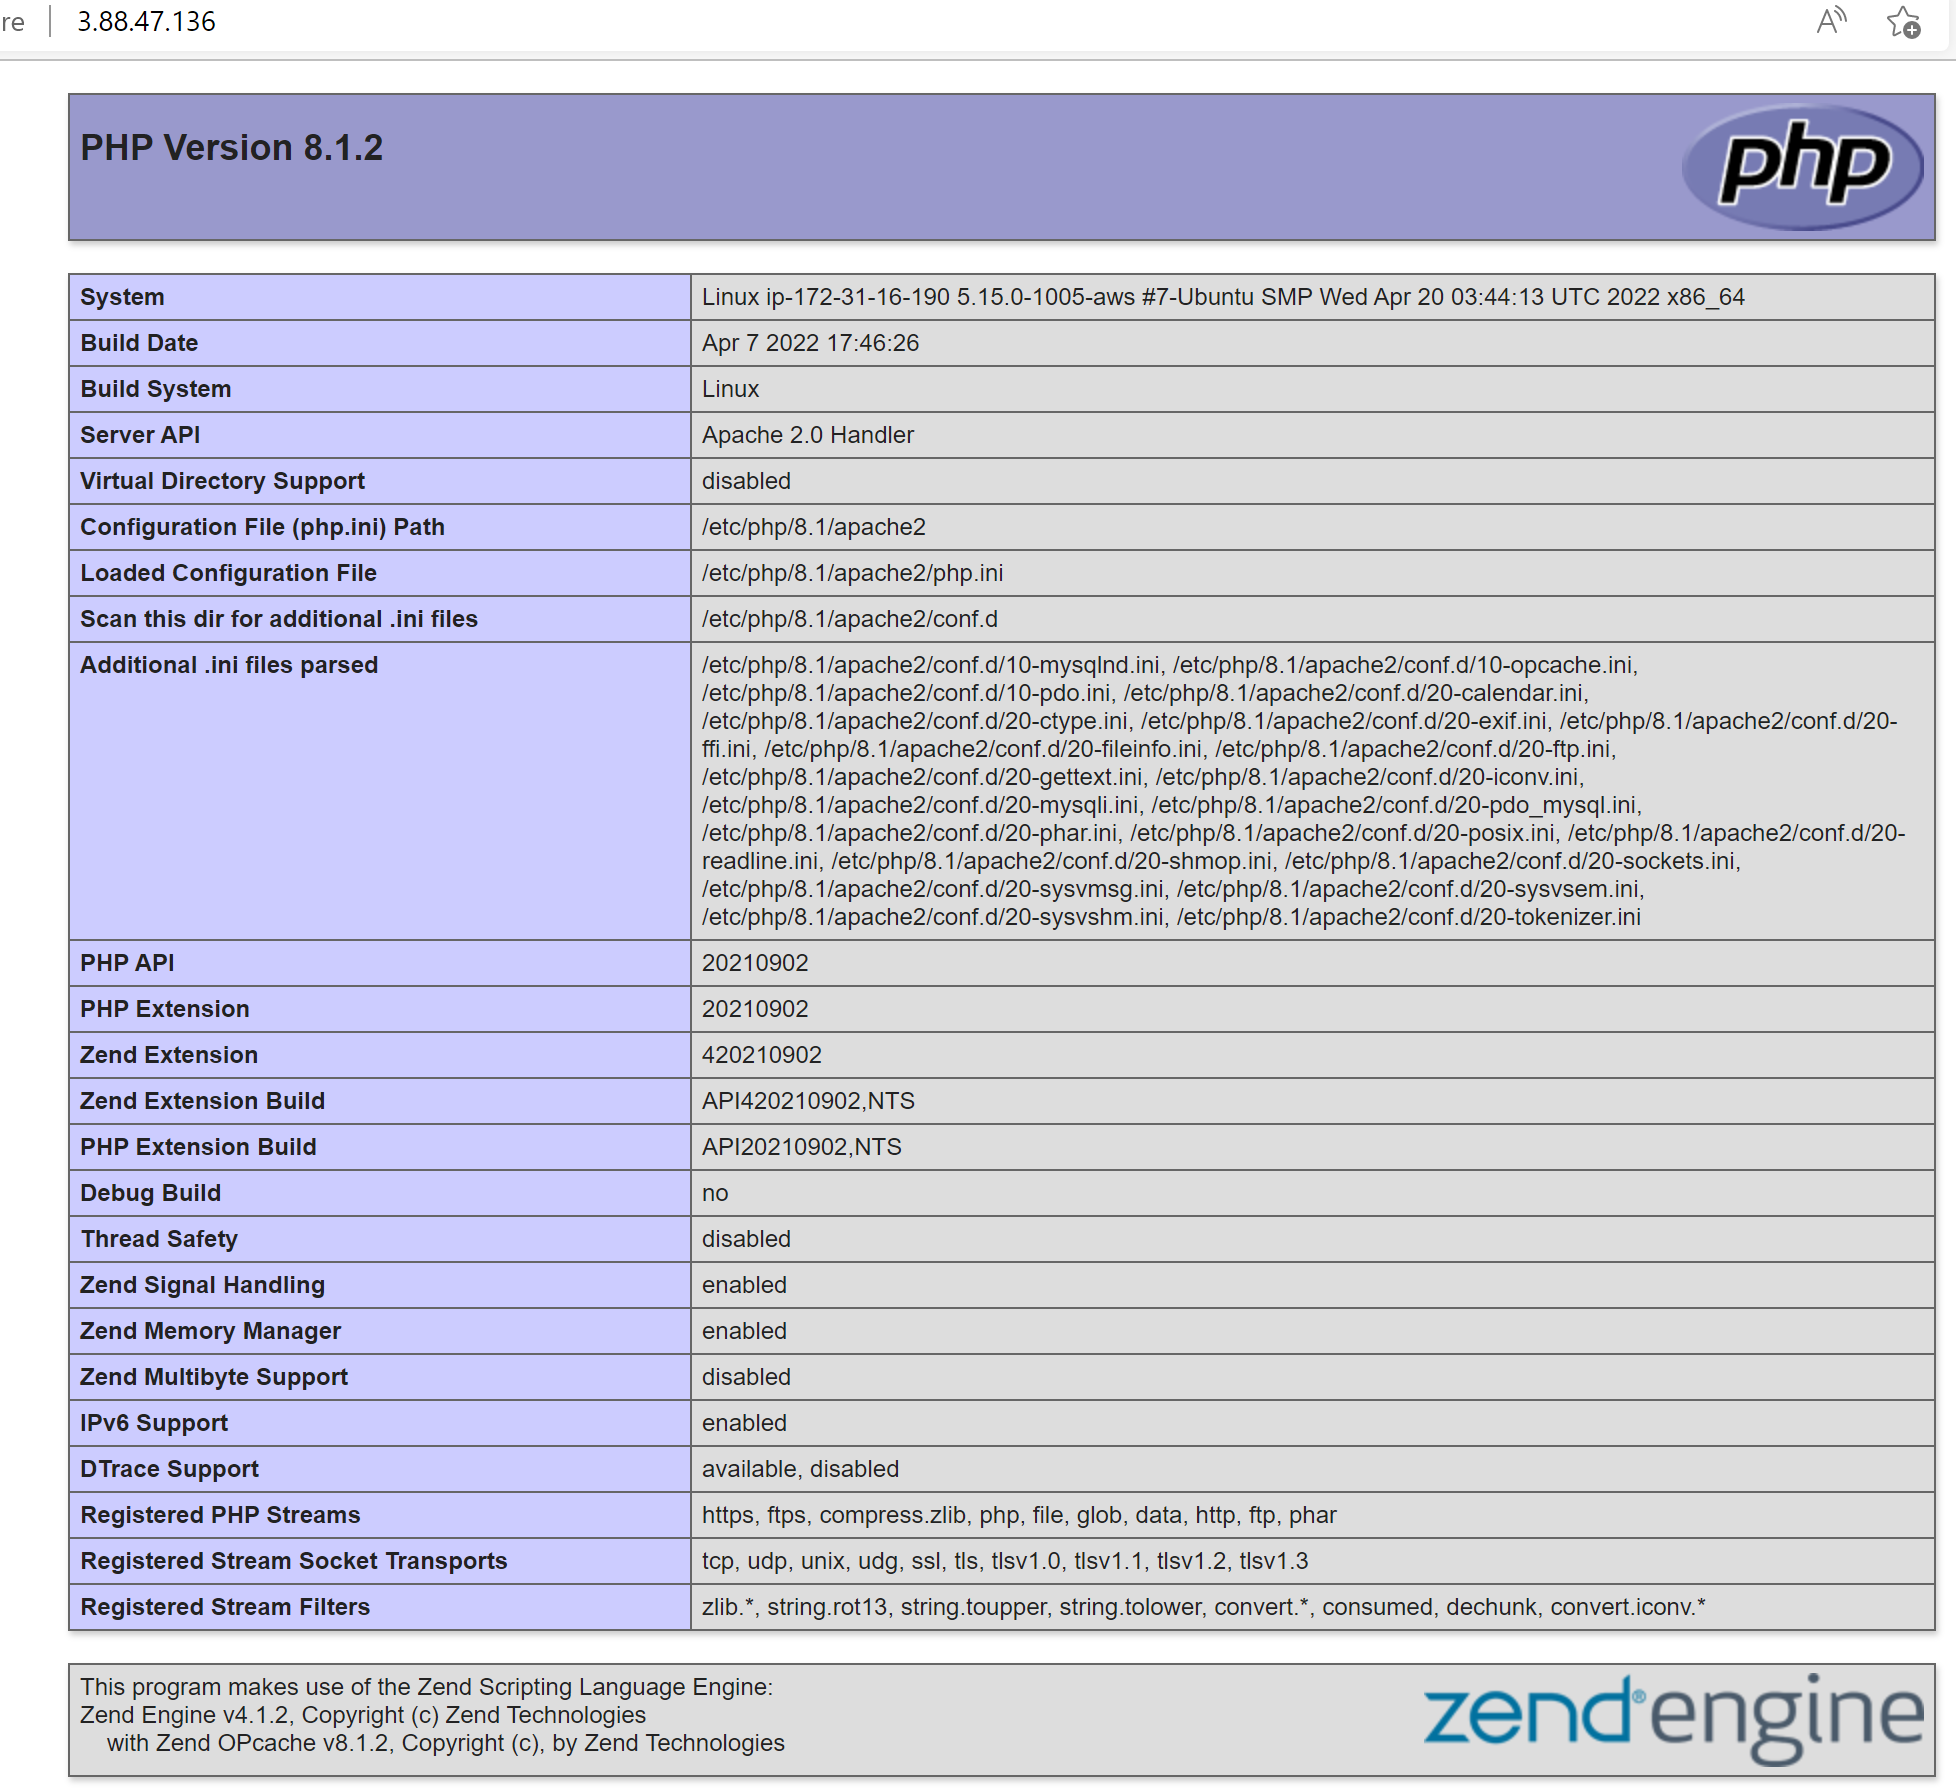 re | 3.88.47.136
PHP Version 8.1.2
php
System Linux ip-172-31-16-190 5.15.0-1005-aws #7-Ubuntu SMP Wed Apr 20 03:44:13 UTC 2022 x86_64
Build Date Apr 7 2022 17:46:26
Build System Linux
Server API Apache 2.0 Handler
Virtual Directory Support disabled
Configuration File (php.ini) Path /etc/php/8.1/apache2
Loaded Configuration File /etc/php/8.1/apache2/php.ini
Scan this dir for additional .ini files /etc/php/8.1/apache2/conf.d
Additional .ini files parsed /etc/php/8.1/apache2/conf.d/10-mysqlnd.ini, /etc/php/8.1/apache2/conf.d/10-opcache.ini,
/etc/php/8.1/apache2/conf.d/10-pdo.ini, /etc/php/8.1/apache2/conf.d/20-calendar.ini,
/etc/php/8.1/apache2/conf.d/20-ctype.ini, /etc/php/8.1/apache2/conf.d/20-exif.ini, /etc/php/8.1/apache2/conf.d/20-
ffi.ini, /etc/php/8.1/apache2/conf.d/20-fileinfo.ini, /etc/php/8.1/apache2/conf.d/20-ftp.ini,
/etc/php/8.1/apache2/conf.d/20-gettext.ini, /etc/php/8.1/apache2/conf.d/20-iconv.ini,
/etc/php/8.1/apache2/conf.d/20-mysqli.ini, /etc/php/8.1/apache2/conf.d/20-pdo_mysql.ini,
/etc/php/8.1/apache2/conf.d/20-phar.ini, /etc/php/8.1/apache2/conf.d/20-posix.ini, /etc/php/8.1/apache2/conf.d/20-
readline.ini, /etc/php/8.1/apache2/conf.d/20-shmop.ini, /etc/php/8.1/apache2/conf.d/20-sockets.ini,
/etc/php/8.1/apache2/conf.d/20-sysvmsg.ini, /etc/php/8.1/apache2/conf.d/20-sysvsem.ini,
/etc/php/8.1/apache2/conf.d/20-sysvshm.ini, /etc/php/8.1/apache2/conf.d/20-tokenizer.ini
PHP API 20210902
PHP Extension 20210902
Zend Extension 420210902
Zend Extension Build API420210902,NTS
PHP Extension Build API20210902,NTS
Debug Build no
Thread Safety disabled
Zend Signal Handling enabled
Zend Memory Manager enabled
Zend Multibyte Support disabled
IPv6 Support enabled
DTrace Support available, disabled
Registered PHP Streams https, ftps, compress.zlib, php, file, glob, data, http, ftp, phar
Registered Stream Socket Transports tcp, udp, unix, udg, ssl, tls, tlsv1.0, tlsv1.1, tlsv1.2, tlsv1.3
Registered Stream Filters zlib.*, string.rot13, string.toupper, string.tolower, convert.*, consumed, dechunk, convert.iconv.*
This program makes use of the Zend Scripting Language Engine:
Zend Engine v4.1.2, Copyright (c) Zend Technologies
with Zend OPcache v8.1.2, Copyright (c), by Zend Technologies
zend® engine